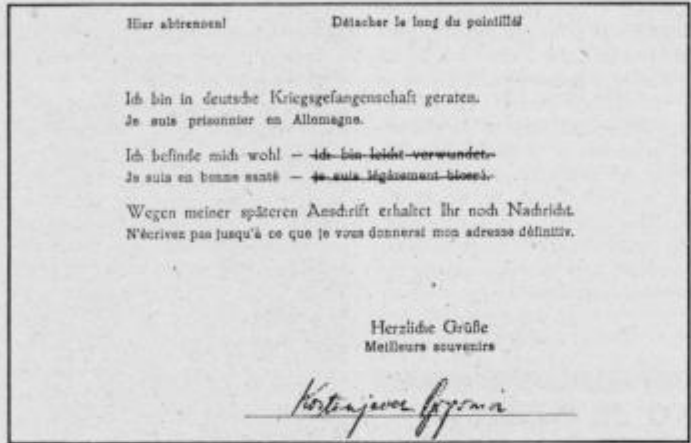 Hier abtrennen! Détacher le long du pointillé!
Ich bin in deutsche Kriegsgefangenschaft geraten.
Je suis prisonnier en Allemagne.
Ich befinde mich wohl — ich bin leicht verwundet.
Je suis en bonne santé — je suis légèrement blessé.
Wegen meiner späteren Anschrift erhaltet Ihr noch Nachricht.
N'écrivez pas jusqu'à ce que je vous donnerai mon adresse définitiv.
Herzliche Grüße
Meilleurs souvenirs